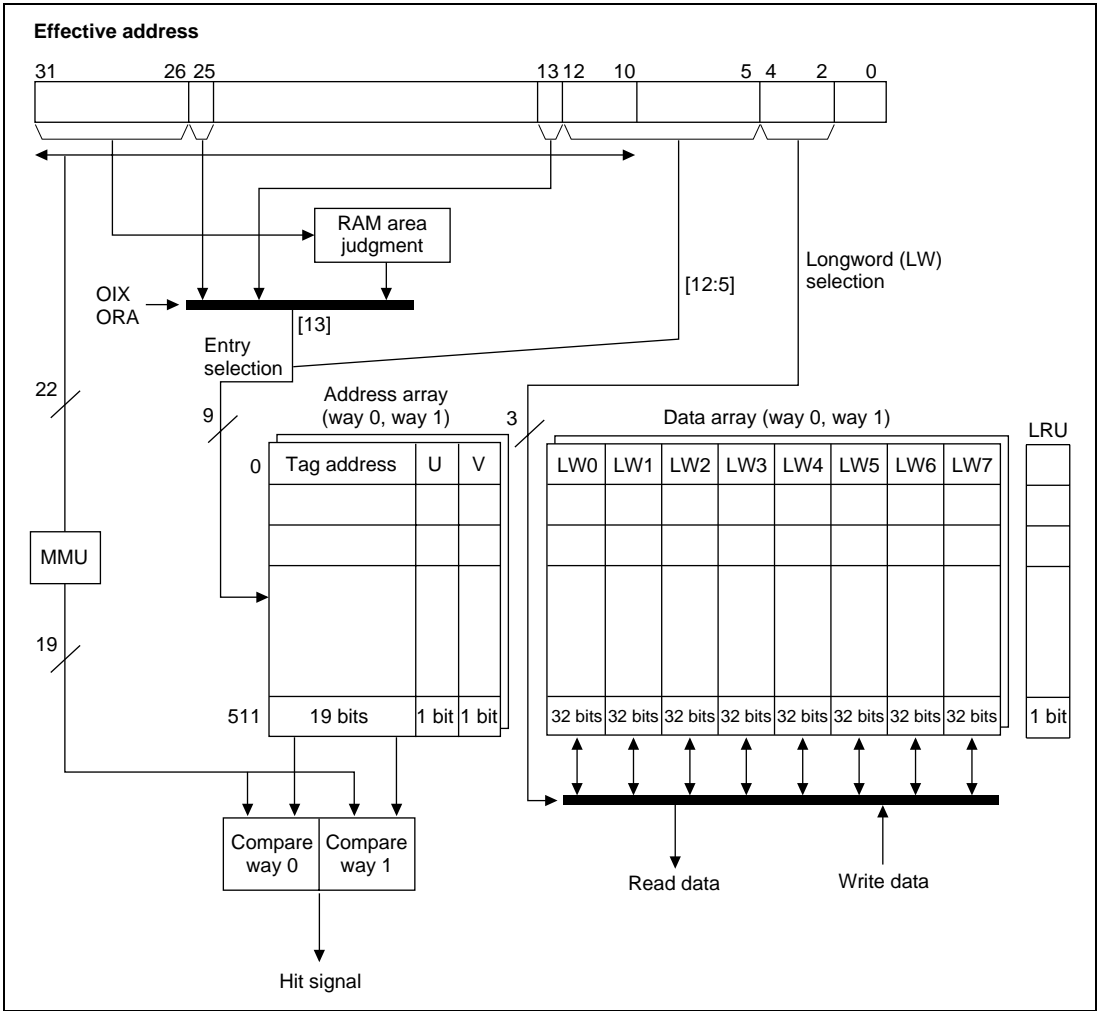 Effective address
31 26 25 13 12 10 5 4 2 0
RAM area
judgment
OIX
ORA
[13]
[12:5]
Longword (LW)
selection
Entry
selection
22
9
3
Address array
(way 0, way 1)
Data array (way 0, way 1)
LRU
0 Tag address U V
LW0 LW1 LW2 LW3 LW4 LW5 LW6 LW7
MMU
19
511 19 bits 1 bit 1 bit
32 bits 32 bits 32 bits 32 bits 32 bits 32 bits 32 bits 32 bits
1 bit
Compare
way 0
Compare
way 1
Read data
Write data
Hit signal